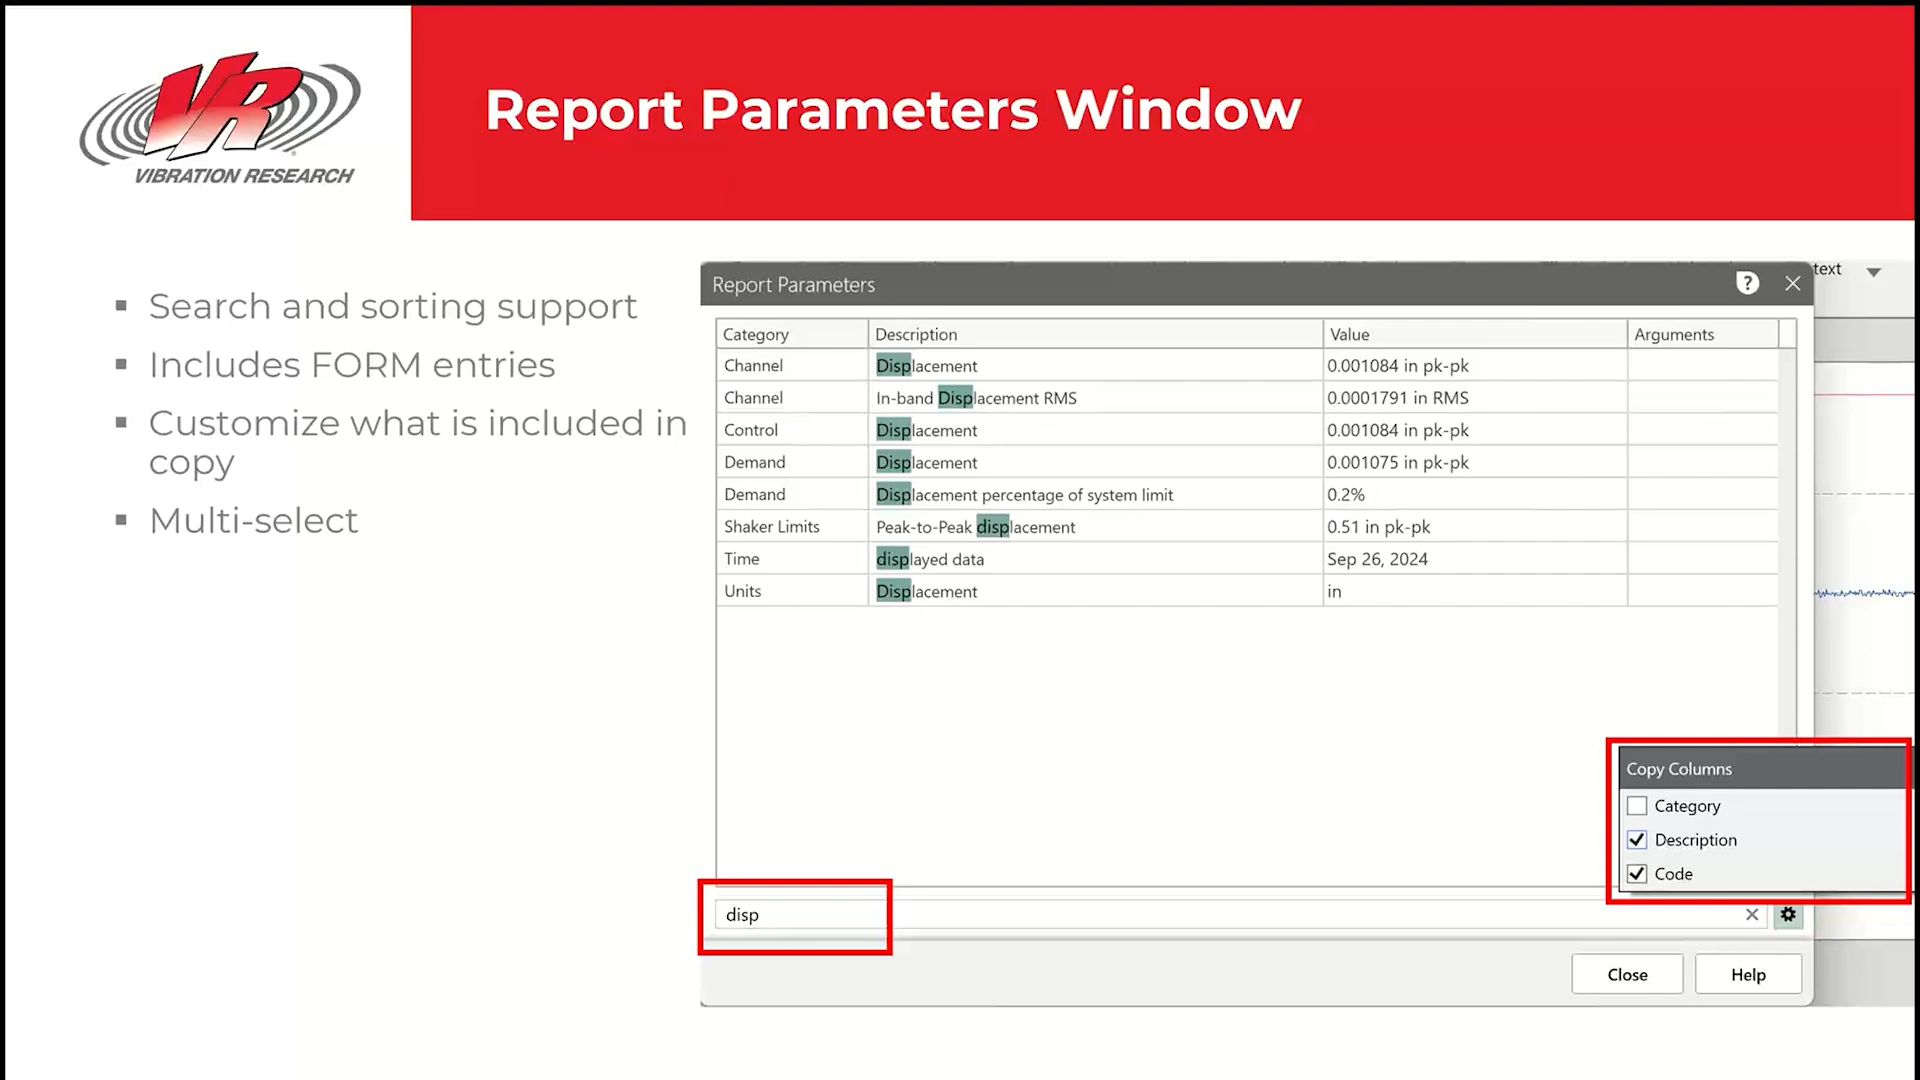 VR
VIBRATION RESEARCH
Report Parameters Window
▪ Search and sorting support
▪ Includes FORM entries
▪ Customize what is included in
copy
▪ Multi-select
text
Report Parameters ?
Category Description Value Arguments
Channel Displacement 0.001084 in pk-pk
Channel In-band Displacement RMS 0.0001791 in RMS
Control Displacement 0.001084 in pk-pk
Demand Displacement 0.001075 in pk-pk
Demand Displacement percentage of system limit 0.2%
Shaker Limits Peak-to-Peak displacement 0.51 in pk-pk
Time displayed data Sep 26, 2024
Units Displacement in
Copy Columns
Category
Description
Code
disp
Close Help